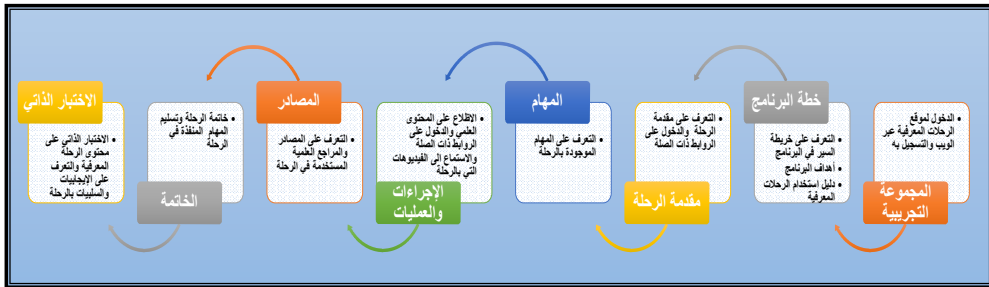 • الدخول لموقع
الرحلات المعرفية عبر
الويب والتسجيل به
المجموعة
التجريبية
خطة البرنامج
• التعرف على خريطة
السير في البرنامج
• أهداف البرنامج
• دليل استخدام الرحلات
المعرفية
• التعرف على مقدمة
الرحلة والدخول على
الروابط ذات الصلة
مقدمة الرحلة
المهام
• التعرف على المهام
الموجودة بالرحلة
• الاطلاع على المحتوى
العلمي والدخول على
الروابط ذات الصلة
والاستماع إلى الفيديوهات
التي بالرحلة
الإجراءات
والعمليات
المصادر
• التعرف على المصادر
والمراجع العلمية
المستخدمة في الرحلة
• خاتمة الرحلة وتسليم
المهام المنفذة في
الرحلة
الخاتمة
الاختبار الذاتي
• الاختبار الذاتي على
محتوى الرحلة
المعرفية والتعرف
على الإيجابيات
والسلبيات بالرحلة